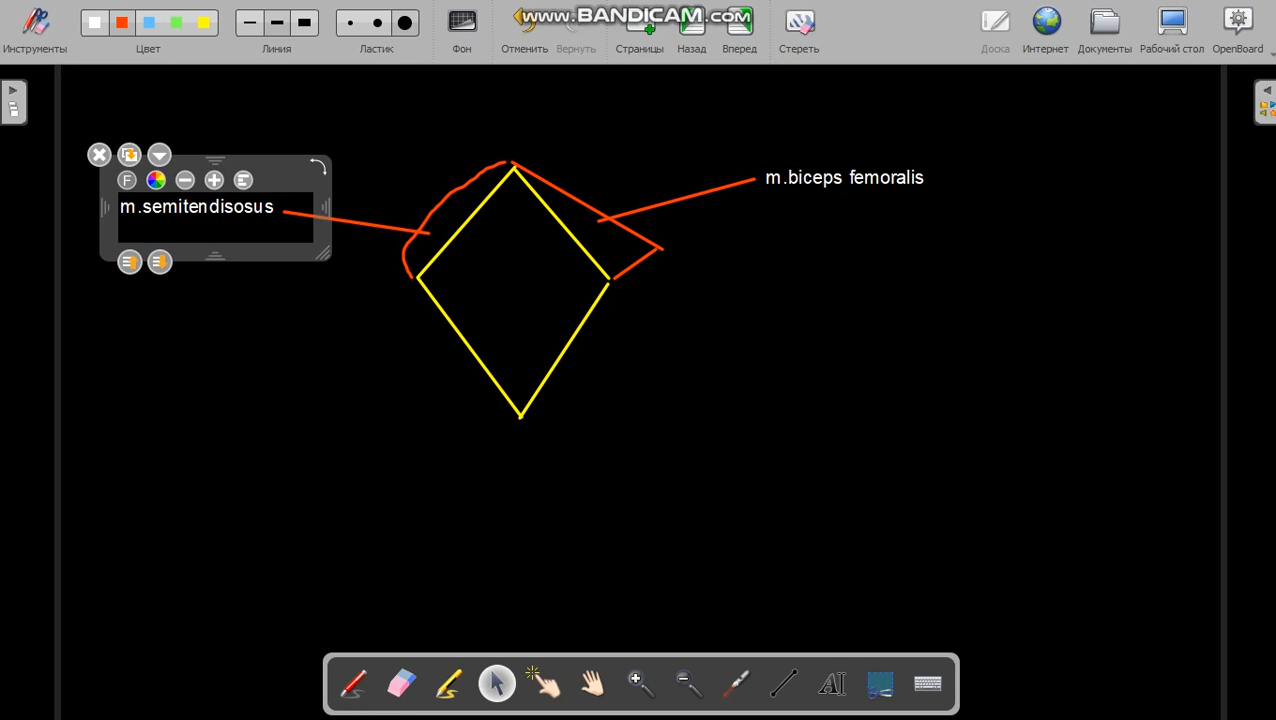 www.BANDICAM.com
Инструменты
Цвет
Линия
Ластик
Фон
Отменить
Вернуть
Страницы
Назад
Вперед
Стереть
Доска
Интернет
Документы
Рабочий стол
OpenBoard
F
m.semitendisosus
m.biceps femoralis
AI